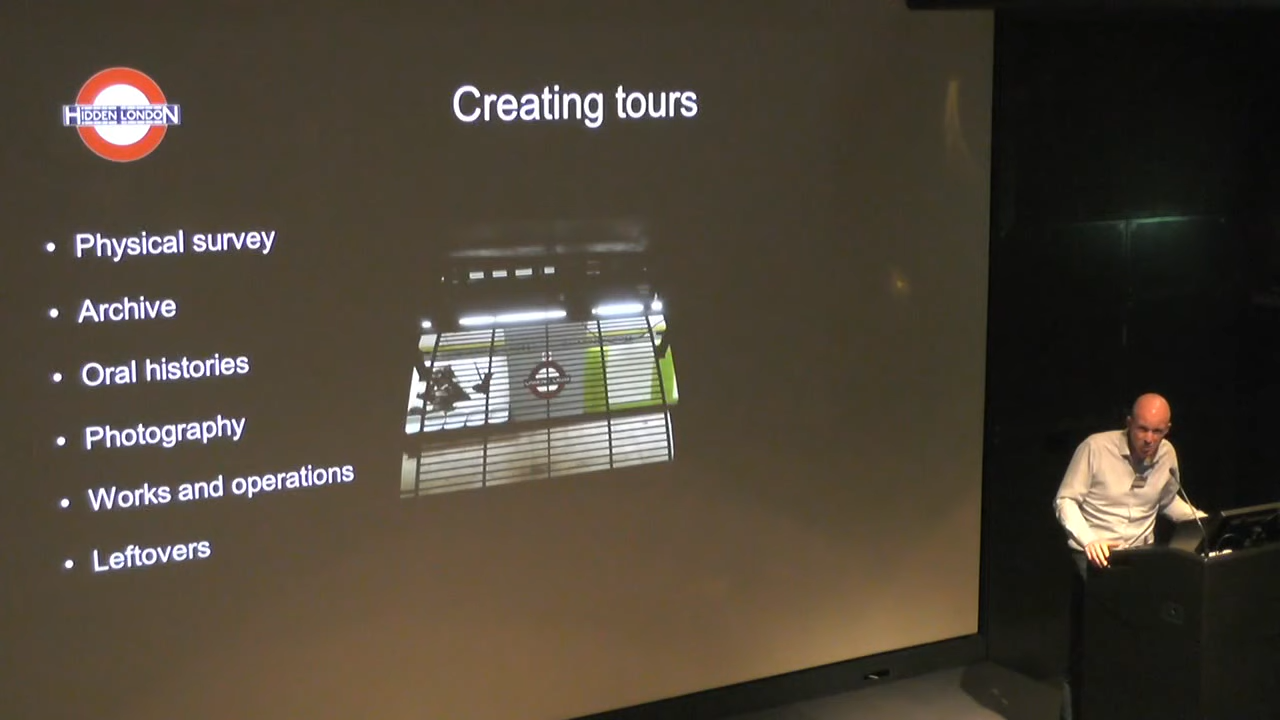 HIDDEN LONDON
Creating tours
• Physical survey
• Archive
• Oral histories
• Photography
• Works and operations
• Leftovers